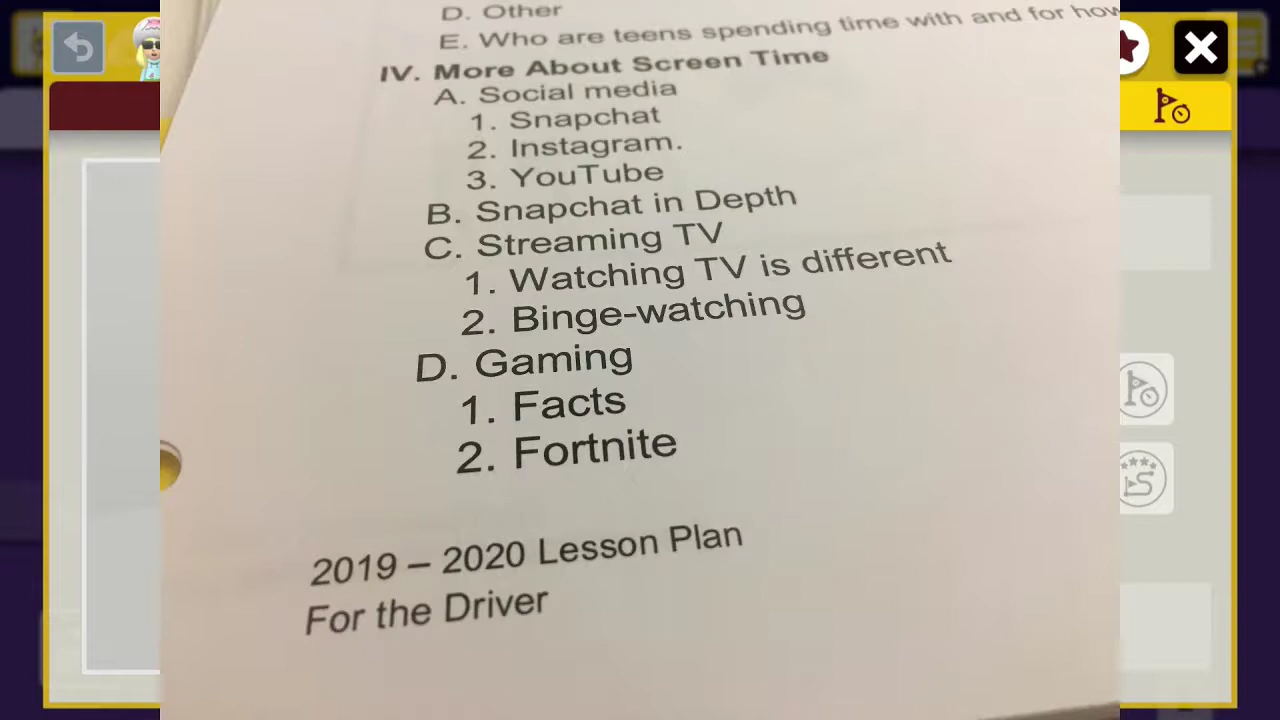 D. Other
E. Who are teens spending time with and for how
IV. More About Screen Time
A. Social media
1. Snapchat
2. Instagram.
3. YouTube
B. Snapchat in Depth
C. Streaming TV
1. Watching TV is different
2. Binge-watching
D. Gaming
1. Facts
2. Fortnite
2019 – 2020 Lesson Plan
For the Driver